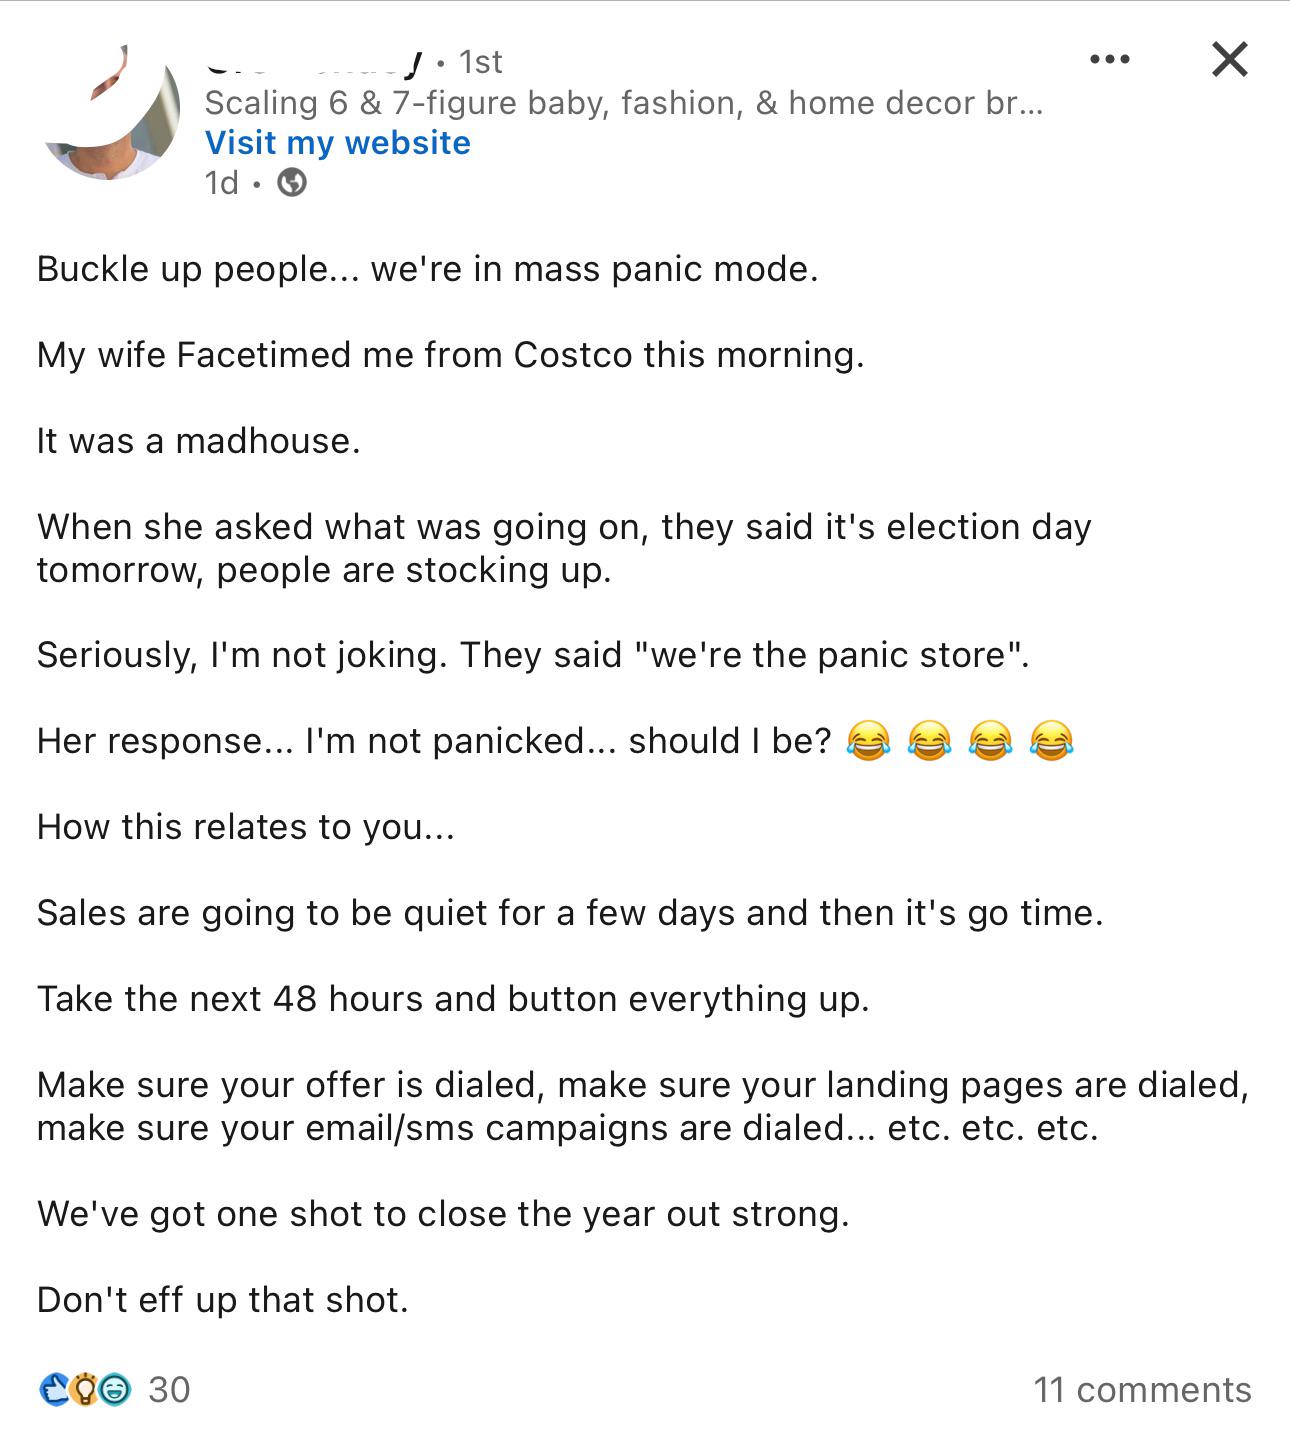 • 1st
Scaling 6 & 7-figure baby, fashion, & home decor br...
Visit my website
1d •
Buckle up people... we're in mass panic mode.
My wife Facetimed me from Costco this morning.
It was a madhouse.
When she asked what was going on, they said it's election day
tomorrow, people are stocking up.
Seriously, I'm not joking. They said "we're the panic store".
Her response... I'm not panicked... should I be? 😂 😂 😂 😂
How this relates to you...
Sales are going to be quiet for a few days and then it's go time.
Take the next 48 hours and button everything up.
Make sure your offer is dialed, make sure your landing pages are dialed,
make sure your email/sms campaigns are dialed... etc. etc. etc.
We've got one shot to close the year out strong.
Don't eff up that shot.
30
11 comments